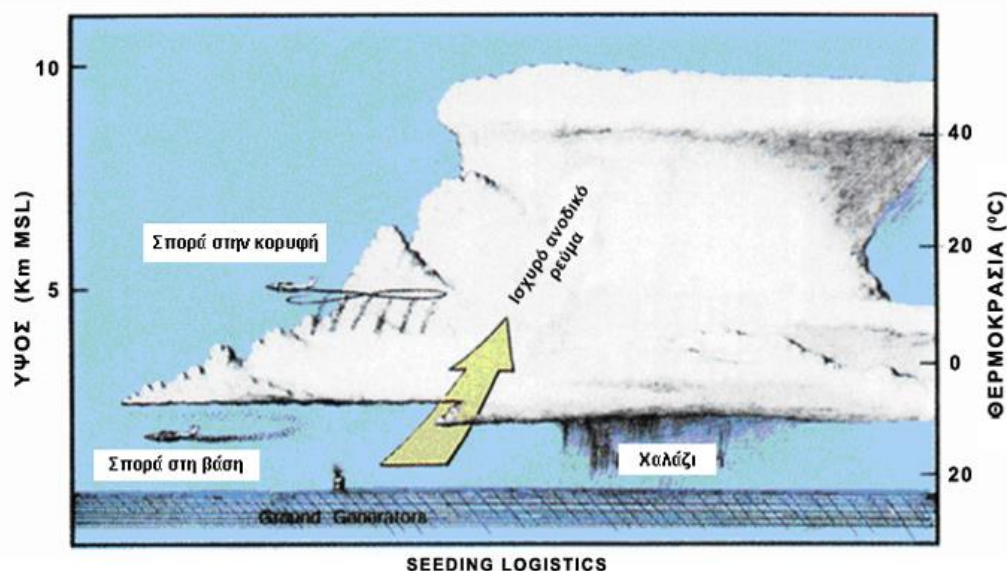 10
ΥΨΟΣ (Km MSL)
5
Σπορά στην κορυφή
Ισχυρό ανοδικό
ρεύμα
Σπορά στη βάση
Χαλάζι
Ground Generators
40
20
0
20
ΘΕΡΜΟΚΡΑΣΙΑ (⁰C)
SEEDING LOGISTICS